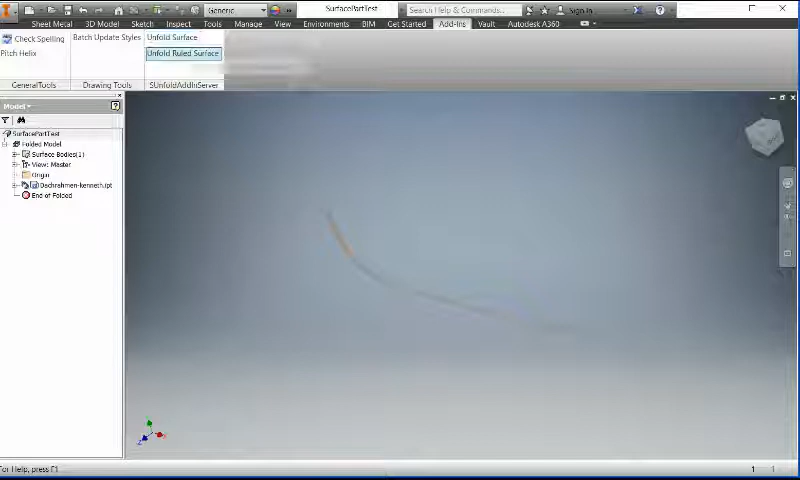 Generic SurfacePartTest Search Help & Commands... Sign In
Sheet Metal 3D Model Sketch Inspect Tools Manage View Environments BIM Get Started Add-Ins Vault Autodesk A360
Check Spelling Batch Update Styles Unfold Surface
Pitch Helix Unfold Ruled Surface
GeneralTools Drawing Tools SUnfoldAddInServer
Model
SurfacePartTest
Folded Model
Surface Bodies(1)
View: Master
Origin
Dachrahmen-kenneth.ipt
End of Folded
For Help, press F1 1 1